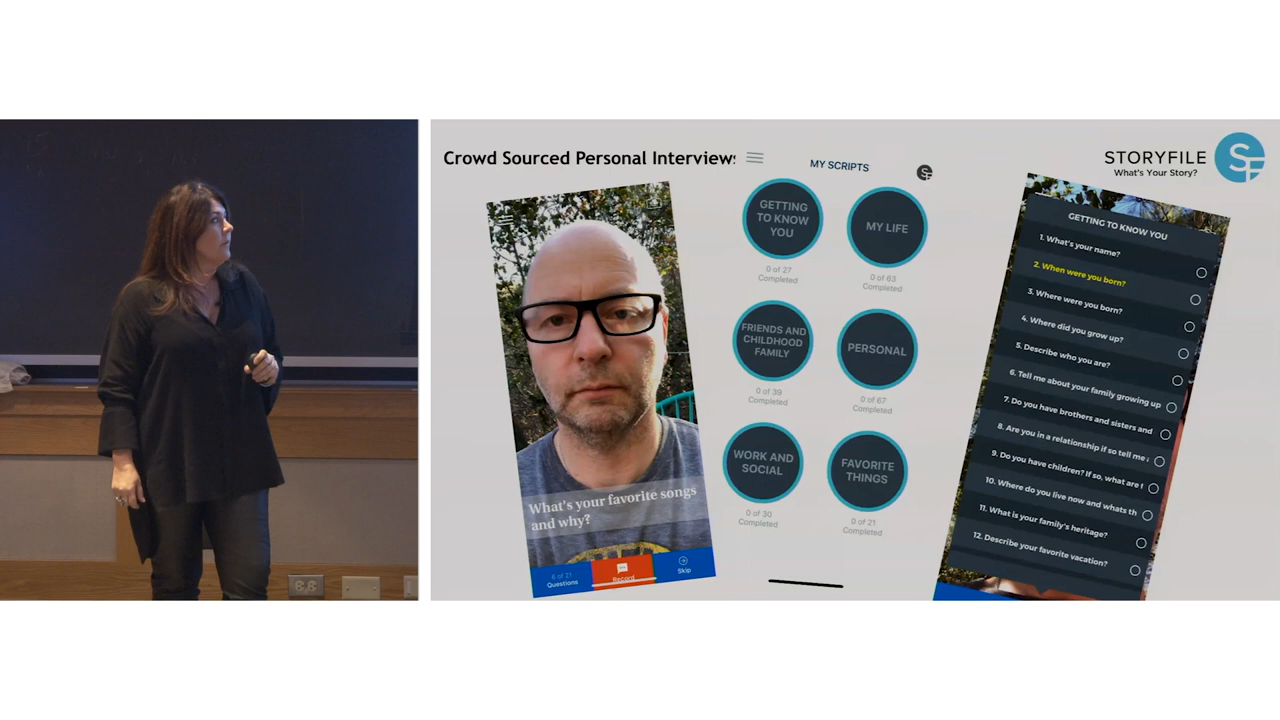 Crowd Sourced Personal Interviews
MY SCRIPTS
STORYFILE
What's Your Story?
SF
GETTING
TO KNOW
YOU
0 of 27
Completed
MY LIFE
0 of 63
Completed
FRIENDS AND
CHILDHOOD
FAMILY
0 of 39
Completed
PERSONAL
0 of 67
Completed
WORK AND
SOCIAL
0 of 30
Completed
FAVORITE
THINGS
0 of 21
Completed
What's your favorite songs
and why?
6 of 21
Questions
Record
Skip
GETTING TO KNOW YOU
1. What's your name?
2. When were you born?
3. Where were you born?
4. Where did you grow up?
5. Describe who you are?
6. Tell me about your family growing up
7. Do you have brothers and sisters and
8. Are you in a relationship if so tell me
9. Do you have children? If so, what are
10. Where do you live now and whats th
11. What is your family's heritage?
12. Describe your favorite vacation?